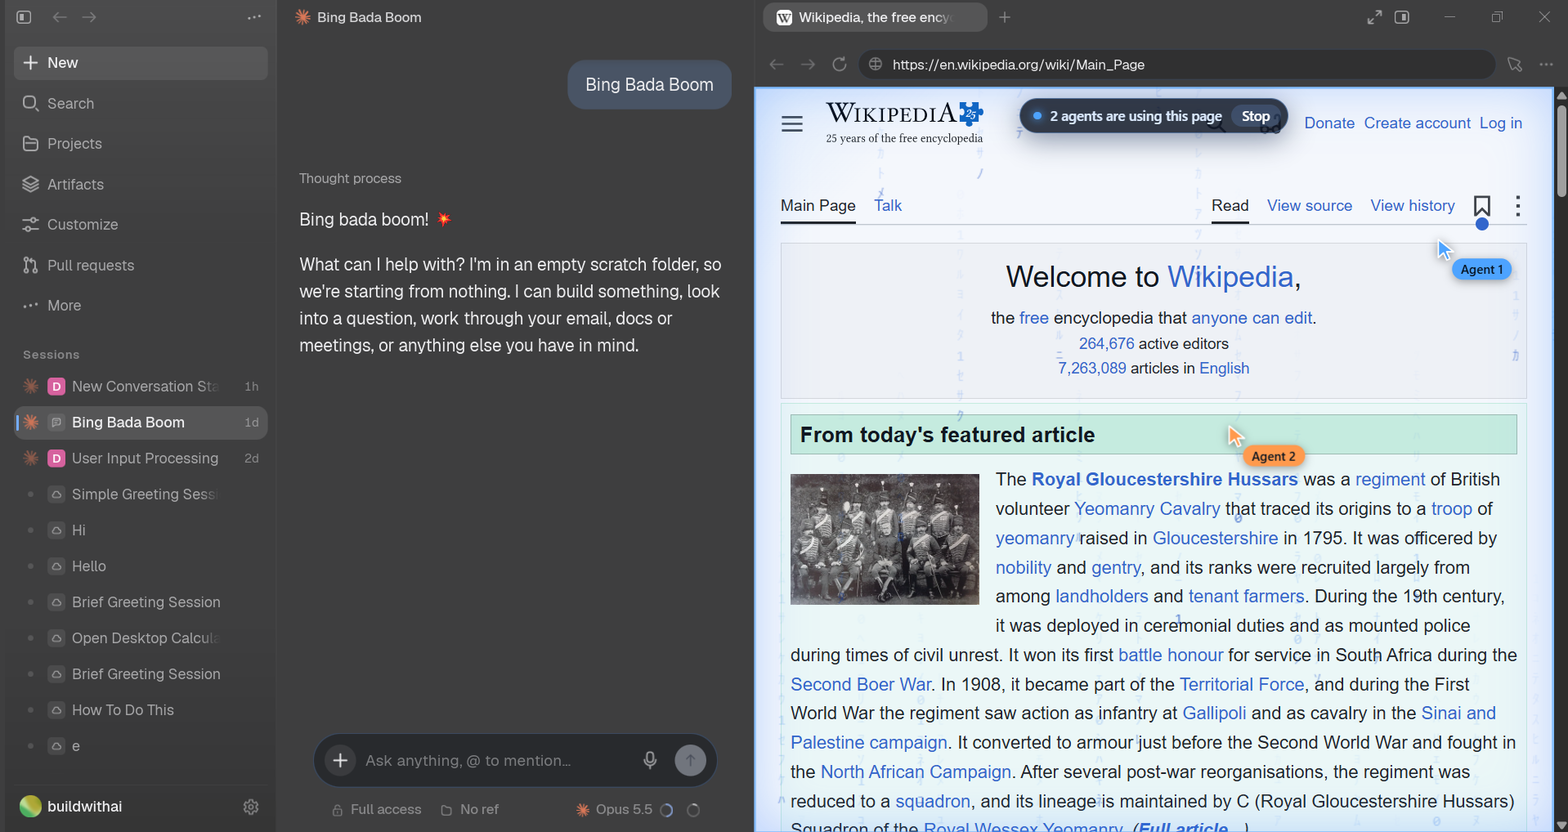 Bing Bada Boom
New
Search
Projects
Artifacts
Customize
Pull requests
More
Sessions
D New Conversation Sta 1h
Bing Bada Boom 1d
D User Input Processing 2d
Simple Greeting Sess
Hi
Hello
Brief Greeting Session
Open Desktop Calcula
Brief Greeting Session
How To Do This
e
buildwithai
Bing Bada Boom
Thought process
Bing bada boom! 💥
What can I help with? I'm in an empty scratch folder, so
we're starting from nothing. I can build something, look
into a question, work through your email, docs or
meetings, or anything else you have in mind.
Ask anything, @ to mention...
Full access No ref Opus 5.5
W Wikipedia, the free ency
https://en.wikipedia.org/wiki/Main_Page
WIKIPEDIA 25
25 years of the free encyclopedia
2 agents are using this page Stop
Donate Create account Log in
Main Page Talk Read View source View history
Agent 1
Welcome to Wikipedia,
the free encyclopedia that anyone can edit.
264,676 active editors
7,263,089 articles in English
From today's featured article
Agent 2
The Royal Gloucestershire Hussars was a regiment of British
volunteer Yeomanry Cavalry that traced its origins to a troop of
yeomanry raised in Gloucestershire in 1795. It was officered by
nobility and gentry, and its ranks were recruited largely from
among landholders and tenant farmers. During the 19th century,
it was deployed in ceremonial duties and as mounted police
during times of civil unrest. It won its first battle honour for service in South Africa during the
Second Boer War. In 1908, it became part of the Territorial Force, and during the First
World War the regiment saw action as infantry at Gallipoli and as cavalry in the Sinai and
Palestine campaign. It converted to armour just before the Second World War and fought in
the North African Campaign. After several post-war reorganisations, the regiment was
reduced to a squadron, and its lineage is maintained by C (Royal Gloucestershire Hussars)
Squadron of the Royal Wessex Yeomanry. (Full article...)